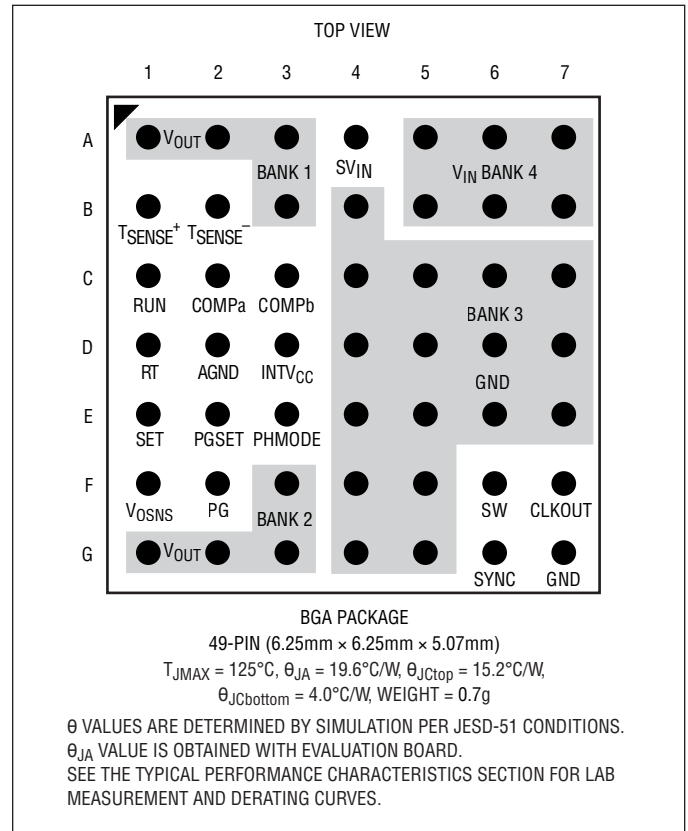 TOP VIEW
1 2 3 4 5 6 7
A VOUT
BANK 1 SVIN VIN BANK 4
B
TSENSE+ TSENSE−
C
RUN COMPa COMPb
BANK 3
D
RT AGND INTVCC
GND
E
SET PGSET PHMODE
F
VOSNS PG BANK 2 SW CLKOUT
G VOUT
SYNC GND
BGA PACKAGE
49-PIN (6.25mm × 6.25mm × 5.07mm)
TJMAX = 125°C, θJA = 19.6°C/W, θJCtop = 15.2°C/W,
θJCbottom = 4.0°C/W, WEIGHT = 0.7g
θ VALUES ARE DETERMINED BY SIMULATION PER JESD-51 CONDITIONS.
θJA VALUE IS OBTAINED WITH EVALUATION BOARD.
SEE THE TYPICAL PERFORMANCE CHARACTERISTICS SECTION FOR LAB
MEASUREMENT AND DERATING CURVES.